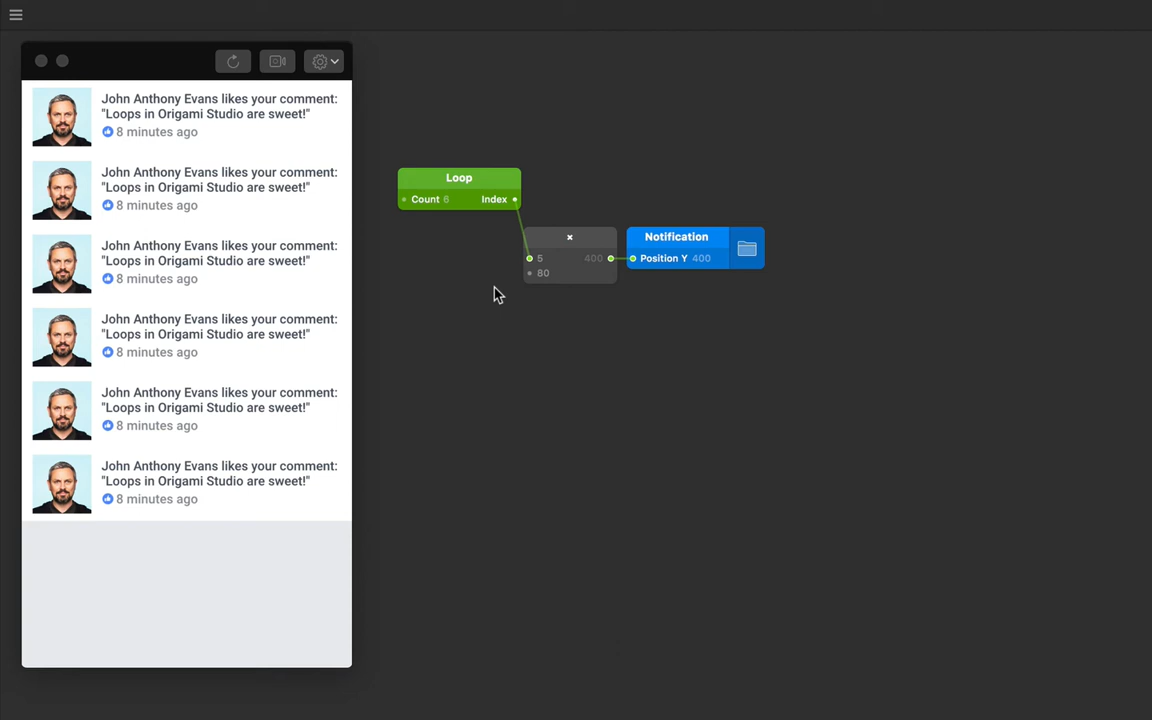 John Anthony Evans likes your comment:
"Loops in Origami Studio are sweet!"
8 minutes ago
John Anthony Evans likes your comment:
"Loops in Origami Studio are sweet!"
8 minutes ago
John Anthony Evans likes your comment:
"Loops in Origami Studio are sweet!"
8 minutes ago
John Anthony Evans likes your comment:
"Loops in Origami Studio are sweet!"
8 minutes ago
John Anthony Evans likes your comment:
"Loops in Origami Studio are sweet!"
8 minutes ago
John Anthony Evans likes your comment:
"Loops in Origami Studio are sweet!"
8 minutes ago
Loop
Count 6 Index
×
5 400
80
Notification
Position Y 400